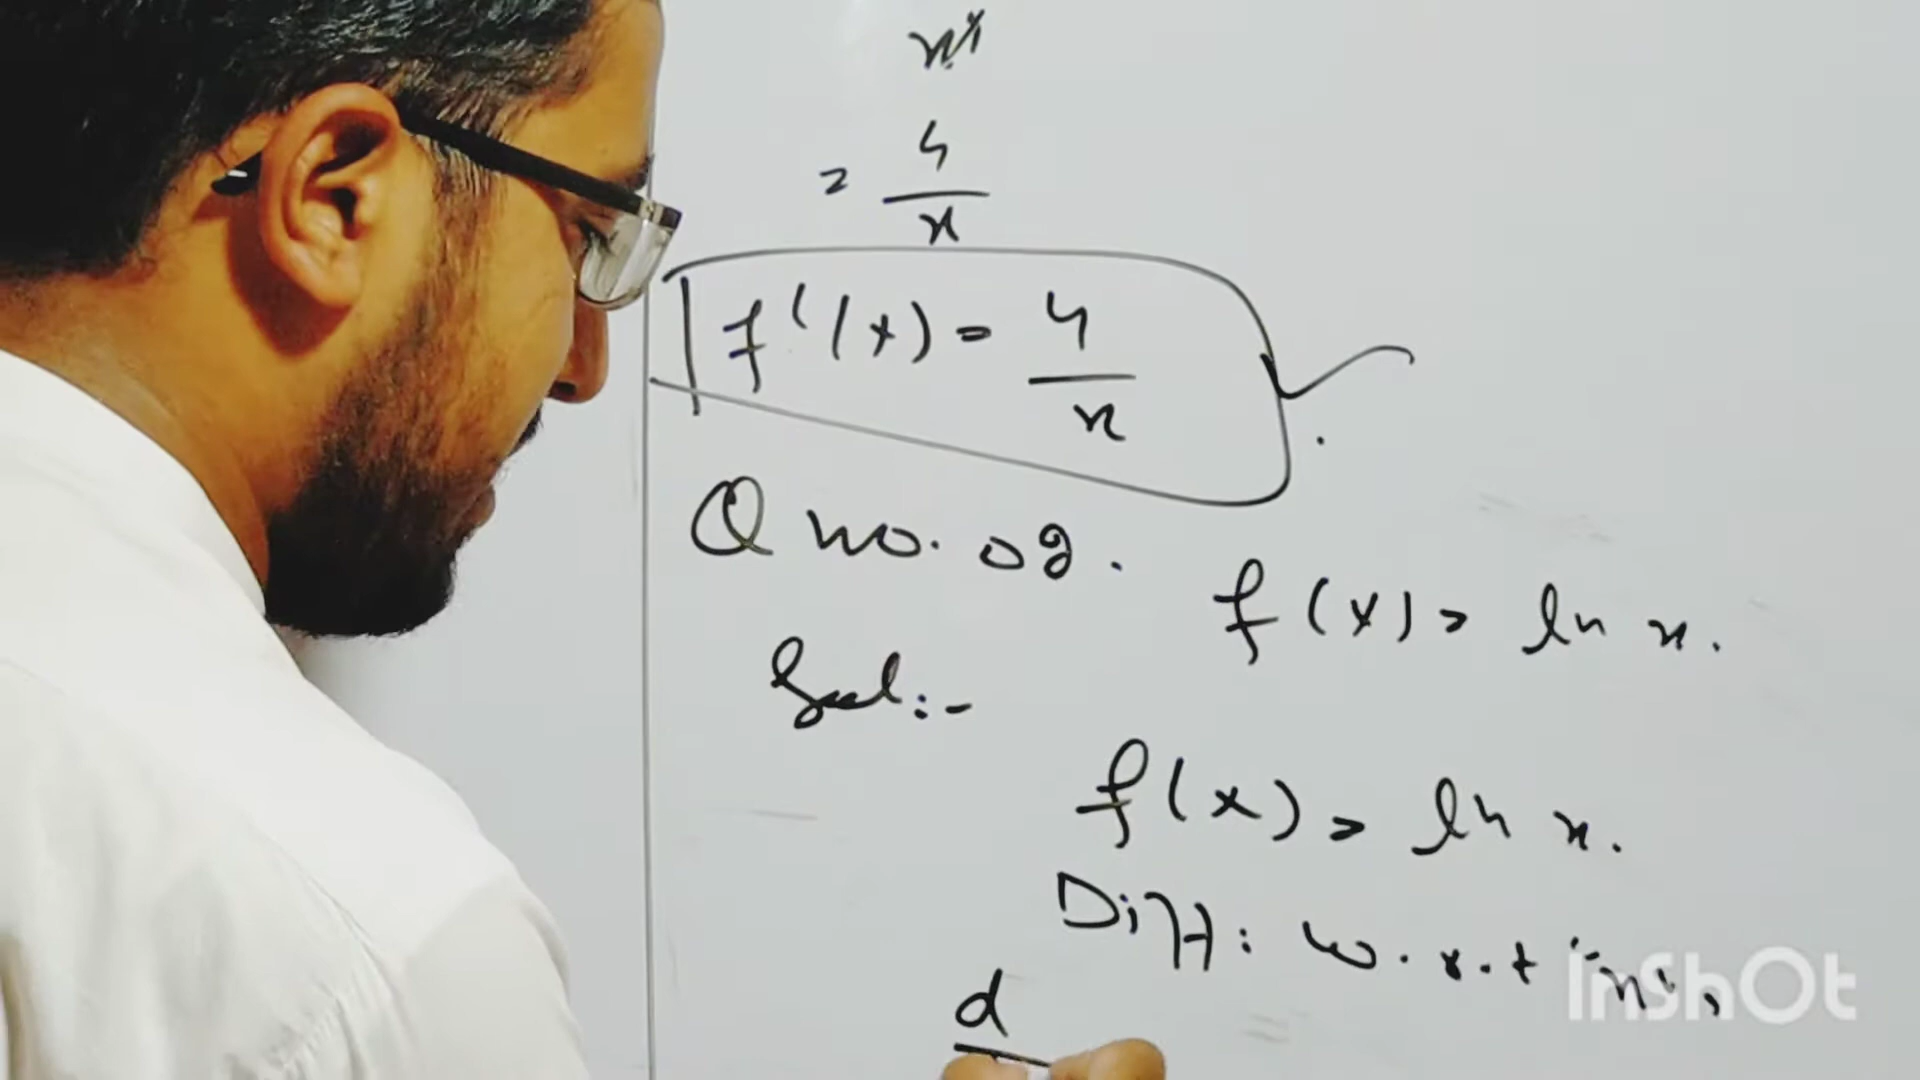 = 4/x
f'(x) = 4/x
Q no. 02. f(x) = ln x.
Sol:-
f(x) = ln x.
Diff: w.r.t 'x',
d
InShOt